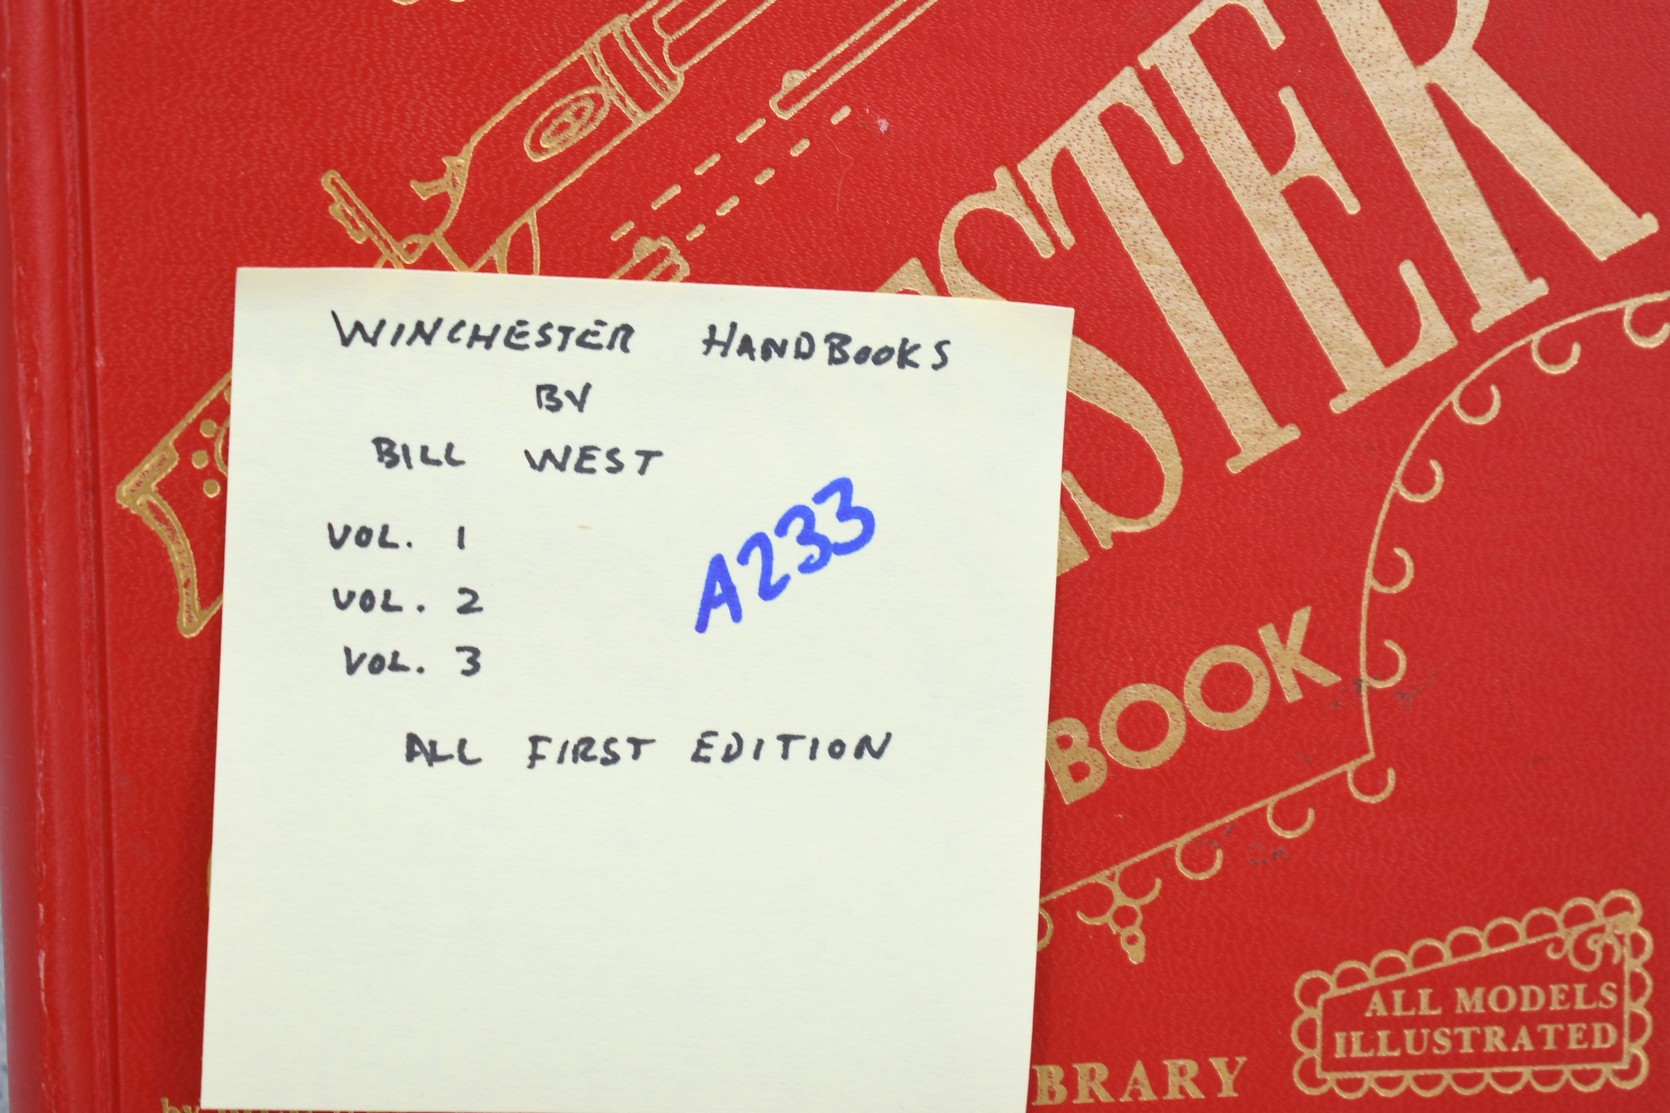 STER
WINCHESTER HANDBOOKS
BY
BILL WEST
VOL. 1
VOL. 2
VOL. 3
A233
ALL FIRST EDITION
BOOK
ALL MODELS
ILLUSTRATED
BRARY
by